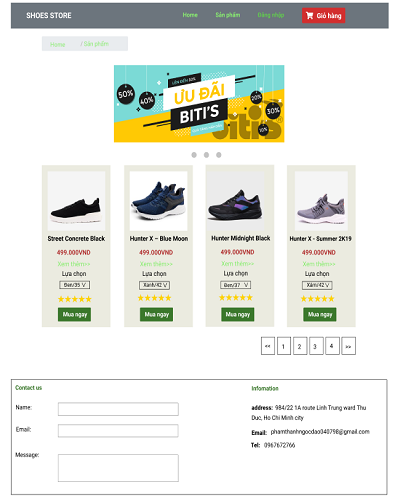 SHOES STORE
Home
Sản phẩm
Đăng nhập
Giỏ hàng
Home / Sản phẩm
LÊN ĐẾN 50%
ƯU ĐÃI
BITI'S
50%
40%
20%
30%
10%
bitis
Street Concrete Black
Hunter X – Blue Moon
Hunter Midnight Black
Hunter X - Summer 2K19
499.000VND
499.000VND
499.000VND
499.000VND
Xem thêm>>
Xem thêm>>
Xem thêm>>
Xem thêm>>
Lựa chọn
Lựa chọn
Lựa chọn
Lựa chọn
Đen/35 V
Xanh/42 V
Đen/37 V
Xám/42 V
Mua ngay
Mua ngay
Mua ngay
Mua ngay
<<
1
2
3
4
>>
Contact us
Name:
Email:
Message:
Infomation
address: 984/22 1A route Linh Trung ward Thu
Duc, Ho Chi Minh city
Email: phamthanhngocdao040798@gmail.com
Tel: 0967672766